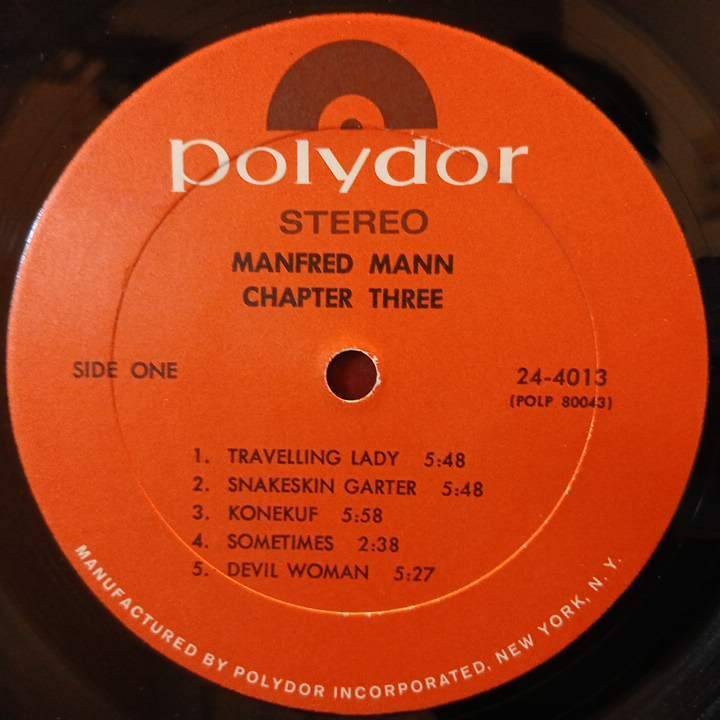 polydor
STEREO
MANFRED MANN
CHAPTER THREE
SIDE ONE
24-4013
(POLP 80043)
1. TRAVELLING LADY 5:48
2. SNAKESKIN GARTER 5:48
3. KONEKUF 5:58
4. SOMETIMES 2:38
5. DEVIL WOMAN 5:27
MANUFACTURED BY POLYDOR INCORPORATED, NEW YORK, N. Y.